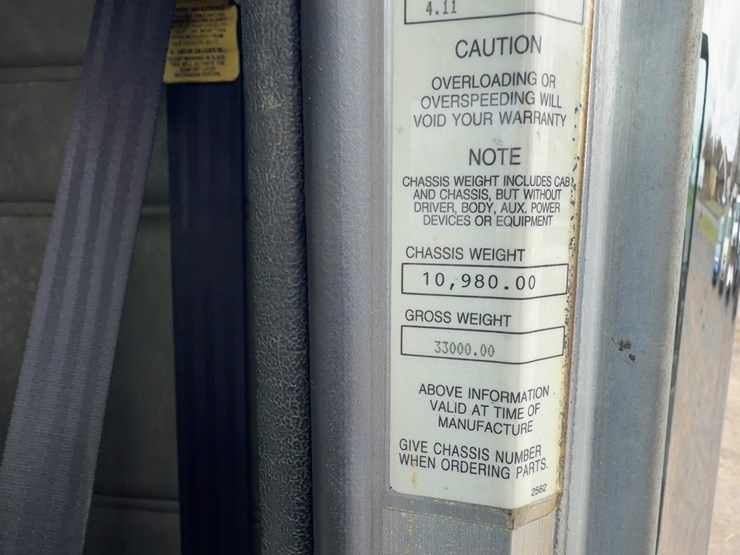 4.11
CAUTION
OVERLOADING OR
OVERSPEEDING WILL
VOID YOUR WARRANTY
NOTE
CHASSIS WEIGHT INCLUDES CAB
AND CHASSIS, BUT WITHOUT
DRIVER, BODY, AUX. POWER
DEVICES OR EQUIPMENT
CHASSIS WEIGHT
10,980.00
GROSS WEIGHT
33000.00
ABOVE INFORMATION
VALID AT TIME OF
MANUFACTURE
GIVE CHASSIS NUMBER
WHEN ORDERING PARTS.
2562